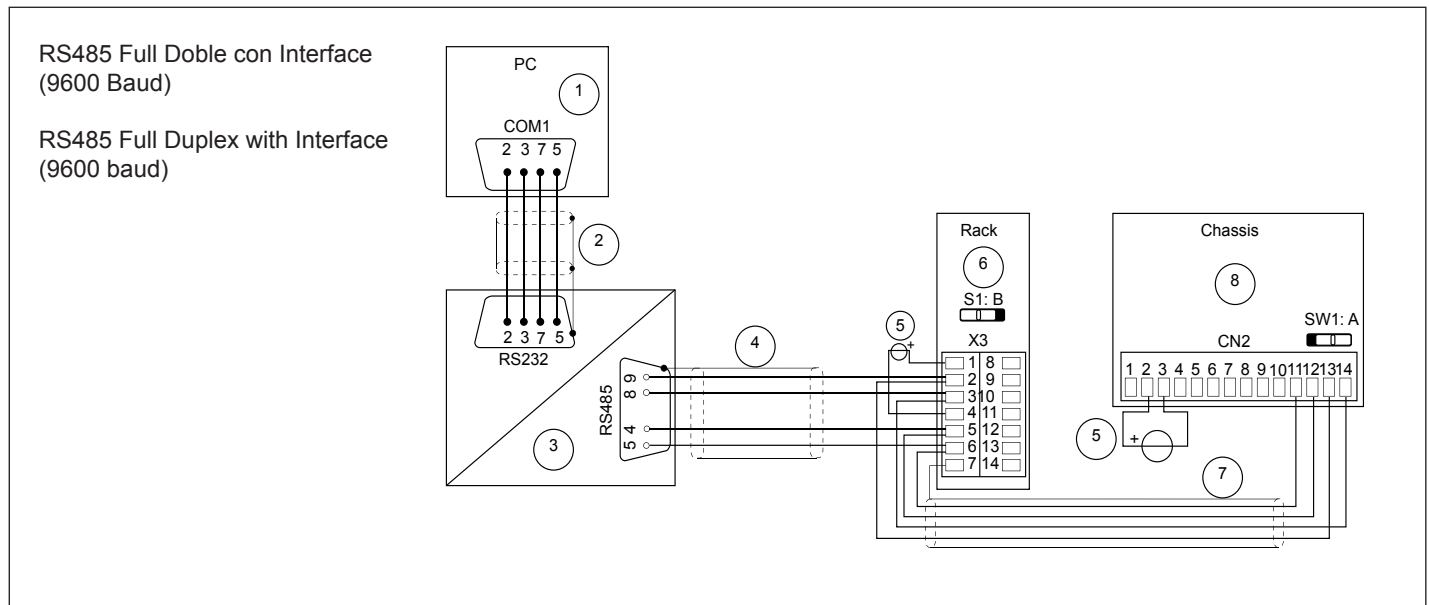 RS485 Full Doble con Interface
(9600 Baud)
RS485 Full Duplex with Interface
(9600 baud)
PC
1
COM1
2 3 7 5
2
2 3 7 5
RS232
3
RS485
9
8
4
5
4
5
Rack
6
S1: B
X3
1 8
2 9
3 10
4 11
5 12
6 13
7 14
Chassis
8
SW1: A
CN2
1 2 3 4 5 6 7 8 9 10 11 12 13 14
5
7
+
+